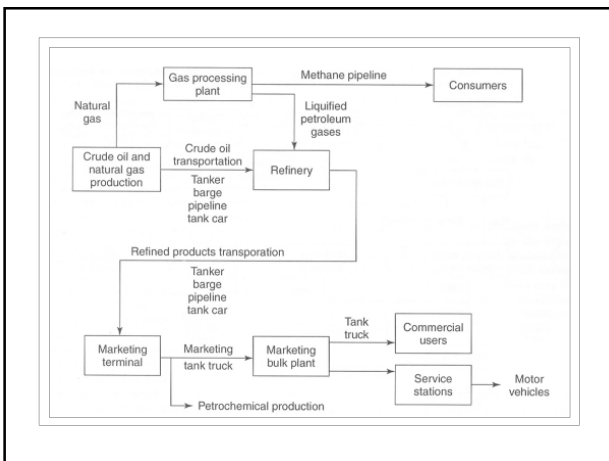 Gas processing
plant
Methane pipeline
Consumers
Natural
gas
Liquified
petroleum
gases
Crude oil and
natural gas
production
Crude oil
transportation
Tanker
barge
pipeline
tank car
Refinery
Refined products transporation
Tanker
barge
pipeline
tank car
Marketing
terminal
Marketing
tank truck
Marketing
bulk plant
Tank
truck
Commercial
users
Service
stations
Motor
vehicles
Petrochemical production